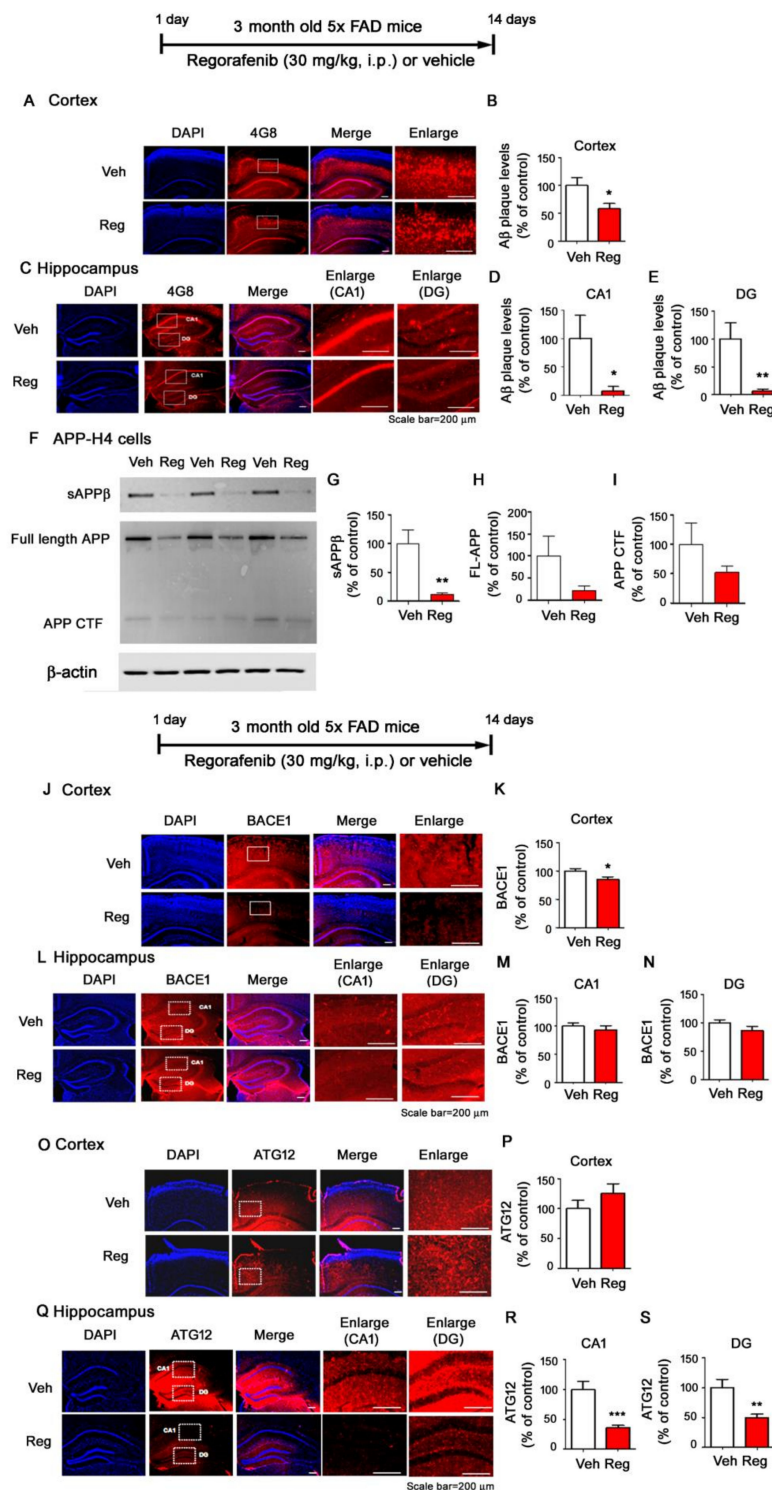 1 day 14 days
3 month old 5x FAD mice
Regorafenib (30 mg/kg, i.p.) or vehicle
A Cortex
DAPI 4G8 Merge Enlarge
Veh
Reg
B
Cortex
Aβ plaque levels
(% of control)
150
100
50
0
*
Veh Reg
C Hippocampus
DAPI 4G8 Merge Enlarge (CA1) Enlarge (DG)
Veh
CA1
DG
Reg
CA1
DG
Scale bar=200 μm
D
CA1
Aβ plaque levels
(% of control)
150
100
50
0
*
Veh Reg
E
DG
Aβ plaque levels
(% of control)
150
100
50
0
**
Veh Reg
F APP-H4 cells
Veh Reg Veh Reg Veh Reg
sAPPβ
Full length APP
APP CTF
β-actin
G
sAPPβ
(% of control)
150
100
50
0
**
Veh Reg
H
FL-APP
(% of control)
200
150
100
50
0
Veh Reg
I
APP CTF
(% of control)
150
100
50
0
Veh Reg
1 day 14 days
3 month old 5x FAD mice
Regorafenib (30 mg/kg, i.p.) or vehicle
J Cortex
DAPI BACE1 Merge Enlarge
Veh
Reg
K
Cortex
BACE1
(% of control)
150
100
50
0
*
Veh Reg
L Hippocampus
DAPI BACE1 Merge Enlarge (CA1) Enlarge (DG)
Veh
CA1
DG
Reg
CA1
DG
Scale bar=200 μm
M
CA1
BACE1
(% of control)
150
100
50
0
Veh Reg
N
DG
BACE1
(% of control)
150
100
50
0
Veh Reg
O Cortex
DAPI ATG12 Merge Enlarge
Veh
Reg
P
Cortex
ATG12
(% of control)
150
100
50
0
Veh Reg
Q Hippocampus
DAPI ATG12 Merge Enlarge (CA1) Enlarge (DG)
Veh
CA1
DG
Reg
CA1
DG
Scale bar=200 μm
R
CA1
ATG12
(% of control)
150
100
50
0
***
Veh Reg
S
DG
ATG12
(% of control)
150
100
50
0
**
Veh Reg